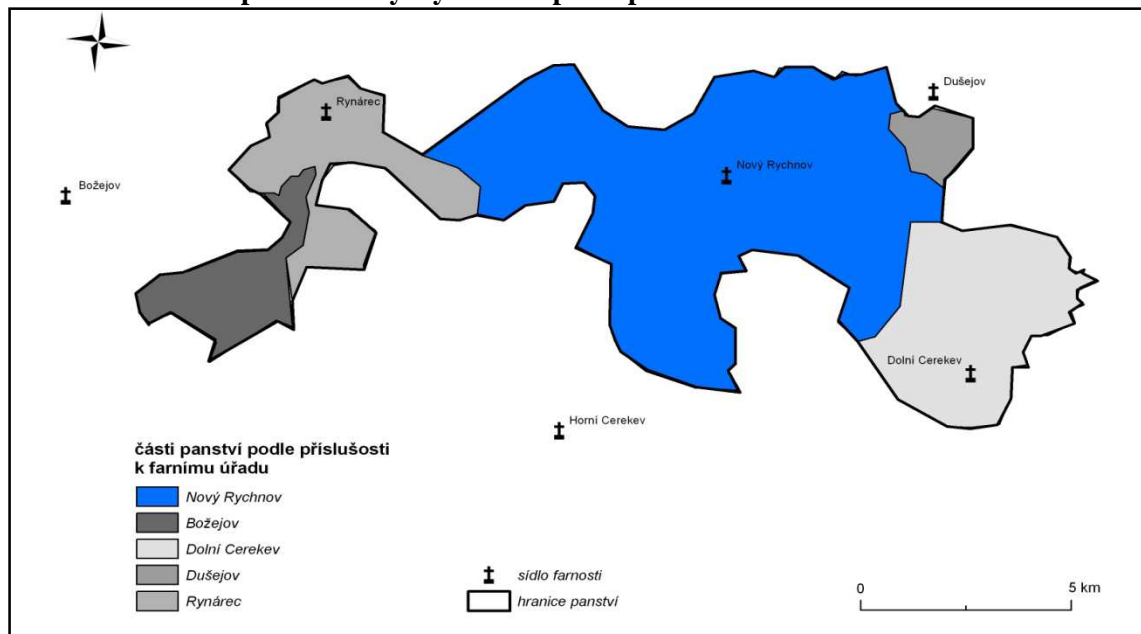 Dušejov
Rynárec
Nový Rychnov
Božejov
Dolní Cerekev
Horní Cerekev
části panství podle příslušosti
k farnímu úřadu
Nový Rychnov
Božejov
Dolní Cerekev
Dušejov
Rynárec
sídlo farnosti
hranice panství
0 5 km